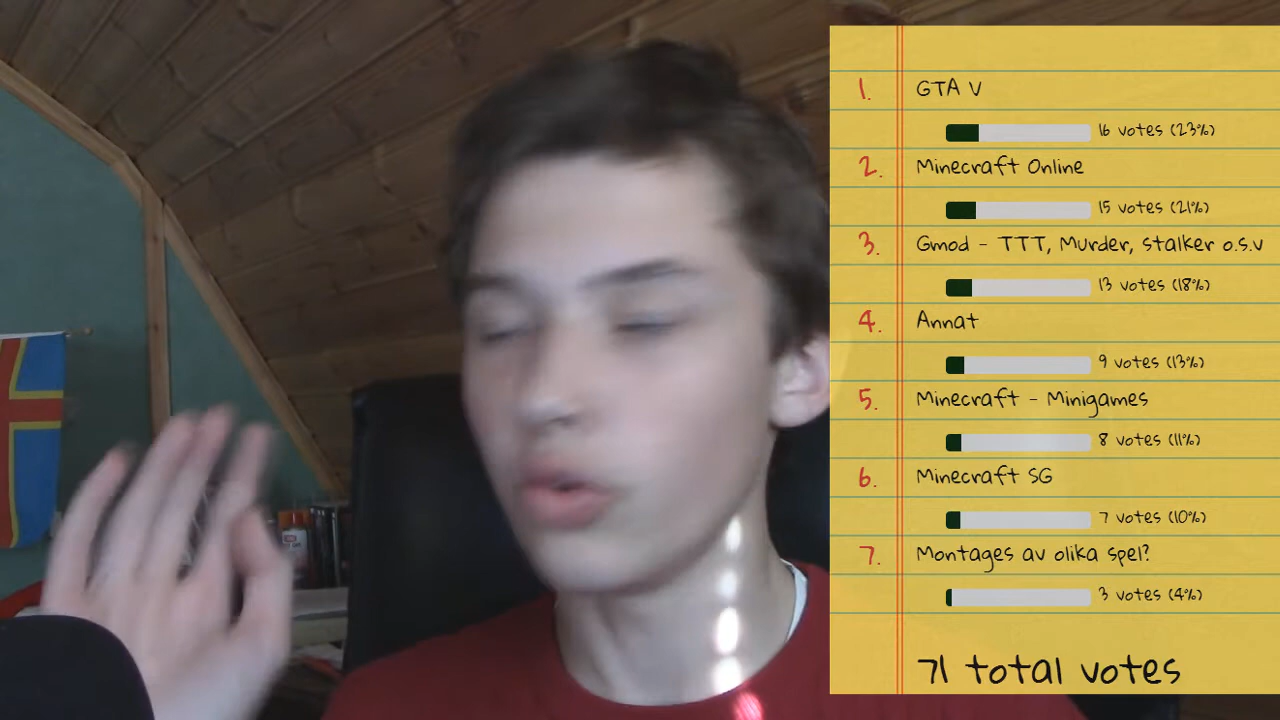 1. GTA V
16 votes (23%)
2. Minecraft Online
15 votes (21%)
3. Gmod - TTT, Murder, Stalker o.s.v
13 votes (18%)
4. Annat
9 votes (13%)
5. Minecraft - Minigames
8 votes (11%)
6. Minecraft SG
7 votes (10%)
7. Montages av olika spel?
3 votes (4%)
71 total votes